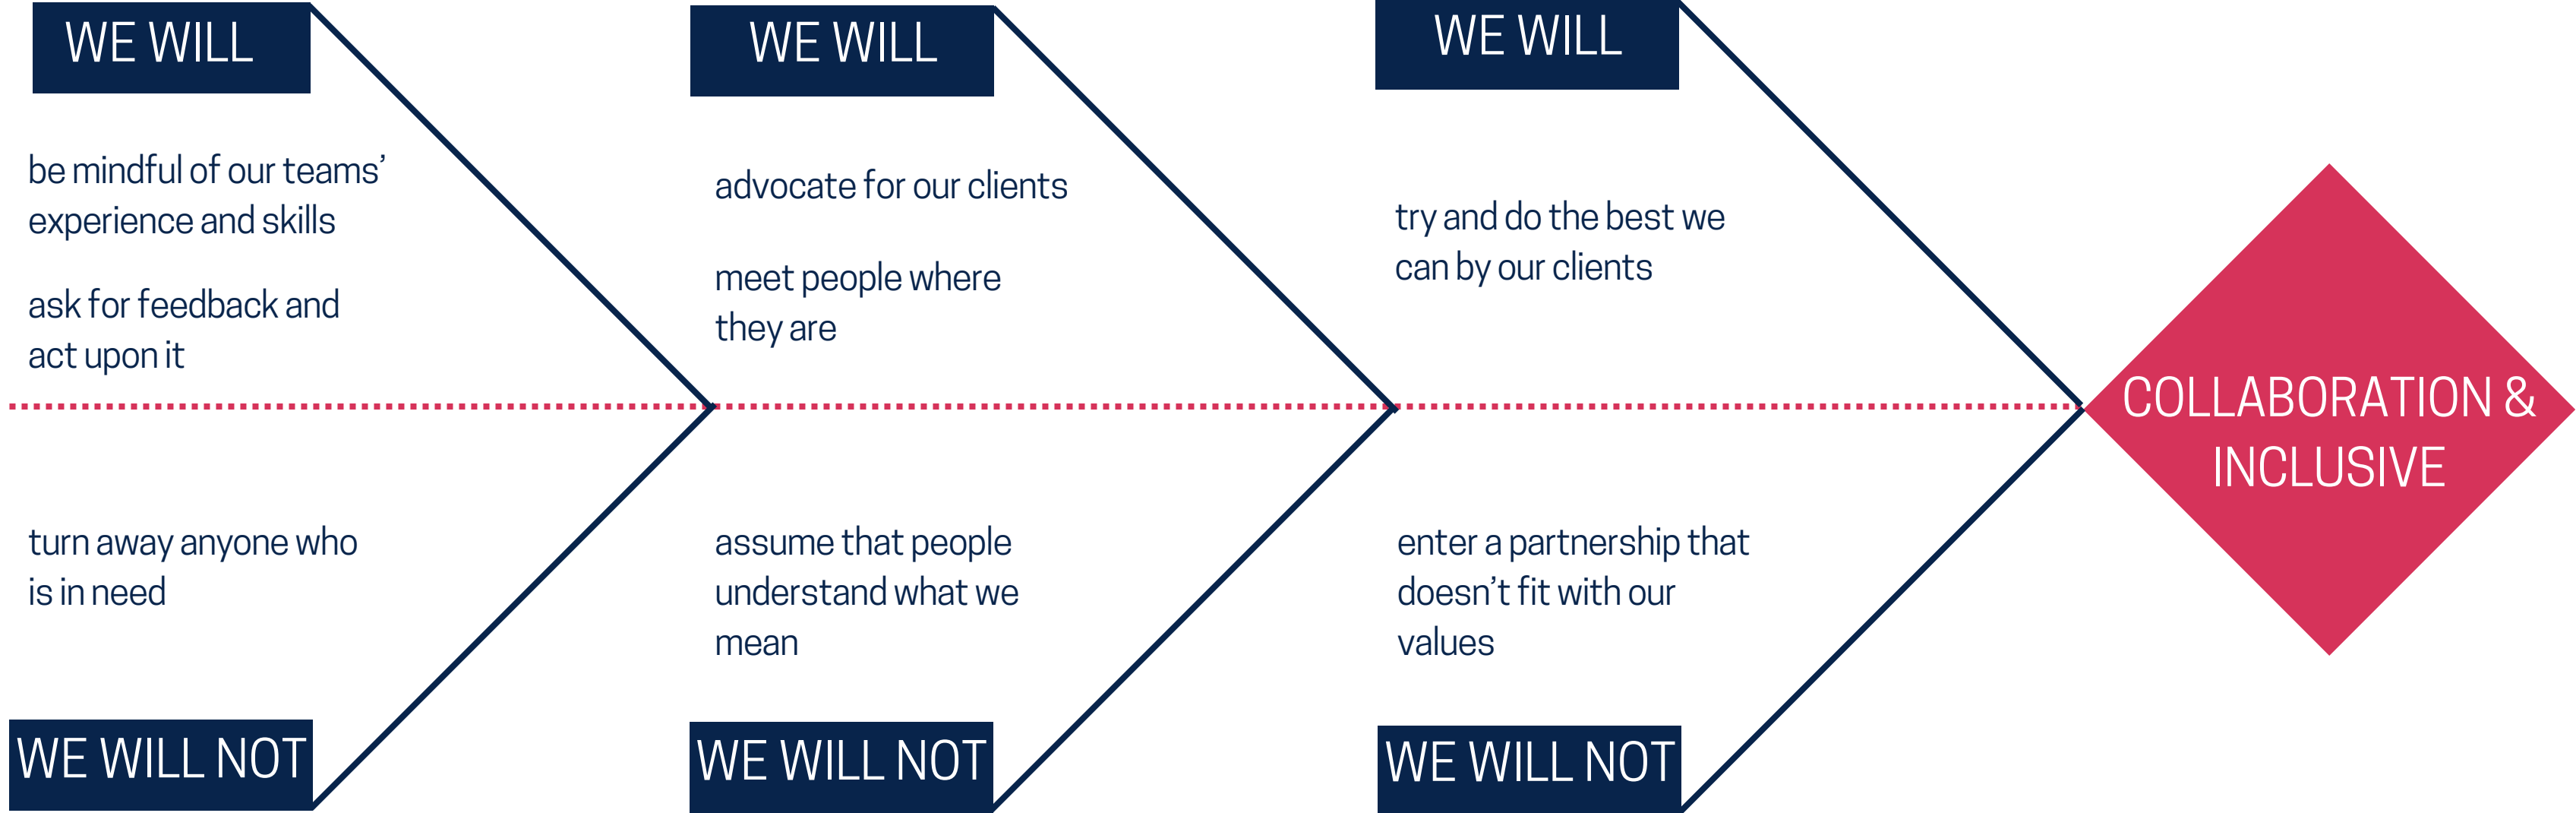 WE WILL
be mindful of our teams’
experience and skills
ask for feedback and
act upon it
WE WILL
advocate for our clients
meet people where
they are
WE WILL
try and do the best we
can by our clients
turn away anyone who
is in need
WE WILL NOT
assume that people
understand what we
mean
WE WILL NOT
enter a partnership that
doesn’t fit with our
values
WE WILL NOT
COLLABORATION &
INCLUSIVE